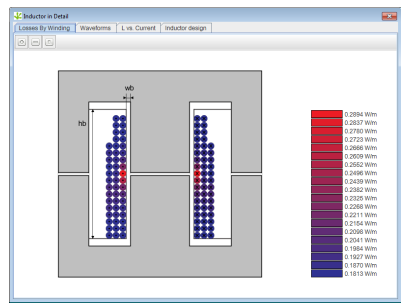 Inductor in Detail
Losses By Winding Waveforms L vs. Current Inductor design
wb
hb
0.2894 W/m
0.2837 W/m
0.2780 W/m
0.2723 W/m
0.2666 W/m
0.2609 W/m
0.2552 W/m
0.2496 W/m
0.2439 W/m
0.2382 W/m
0.2325 W/m
0.2268 W/m
0.2211 W/m
0.2154 W/m
0.2098 W/m
0.2041 W/m
0.1984 W/m
0.1927 W/m
0.1870 W/m
0.1813 W/m